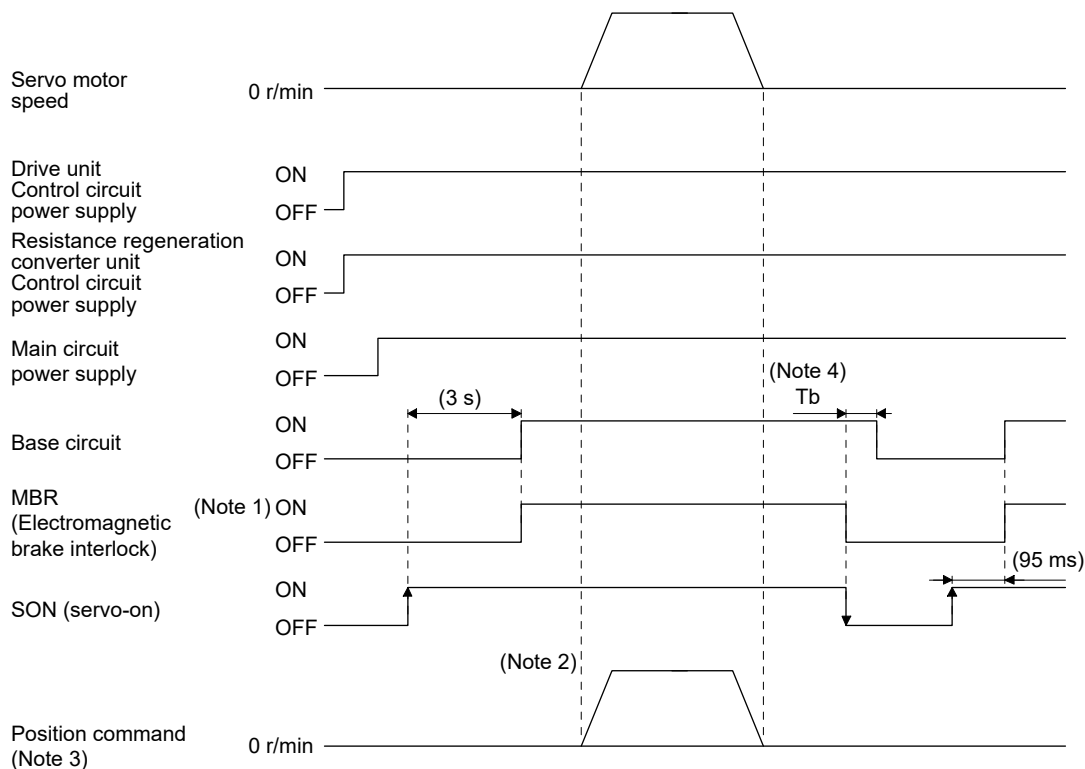 Servo motor
speed
0 r/min
Drive unit
Control circuit
power supply
ON
OFF
Resistance regeneration
converter unit
Control circuit
power supply
ON
OFF
Main circuit
power supply
ON
OFF
(Note 4)
Tb
(3 s)
Base circuit
ON
OFF
MBR
(Electromagnetic
brake interlock)
(Note 1) ON
OFF
(95 ms)
SON (servo-on)
ON
OFF
(Note 2)
Position command
(Note 3)
0 r/min